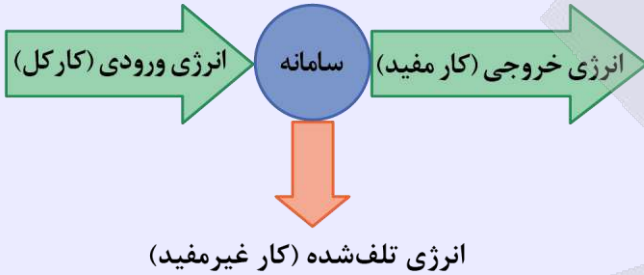 انرژی ورودی (کار کل)
سامانه
انرژی خروجی (کار مفید)
انرژی تلف‌شده (کار غیرمفید)